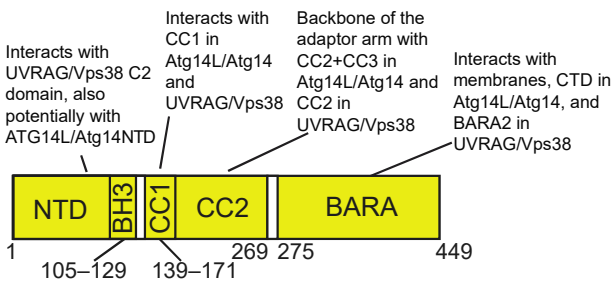 Interacts with
UVRAG/Vps38 C2
domain, also
potentially with
ATG14L/Atg14NTD
Interacts with
CC1 in
Atg14L/Atg14
and
UVRAG/Vps38
Backbone of the
adaptor arm with
CC2+CC3 in
Atg14L/Atg14 and
CC2 in
UVRAG/Vps38
Interacts with
membranes, CTD in
Atg14L/Atg14, and
BARA2 in
UVRAG/Vps38
NTD
BH3
CC1
CC2
BARA
1
269
275
449
105–129
139–171